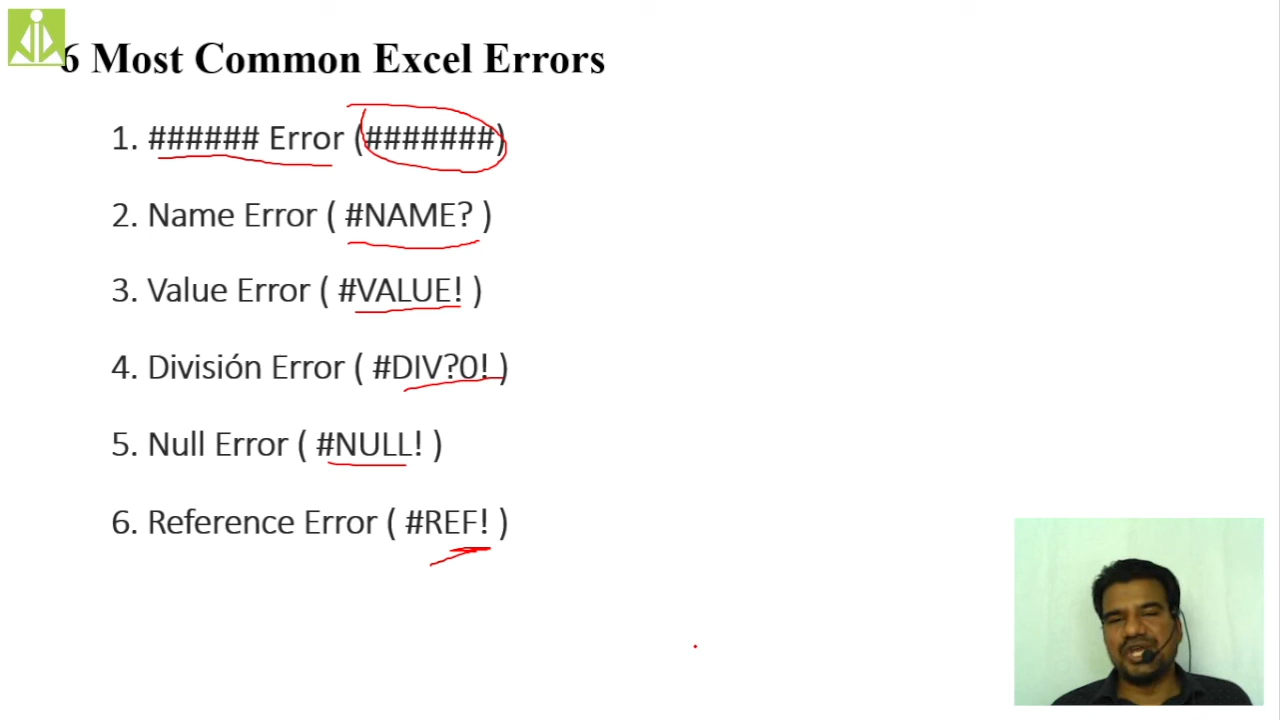 6 Most Common Excel Errors
1. ###### Error (#######)
2. Name Error ( #NAME? )
3. Value Error ( #VALUE! )
4. División Error ( #DIV?0! )
5. Null Error ( #NULL! )
6. Reference Error ( #REF! )